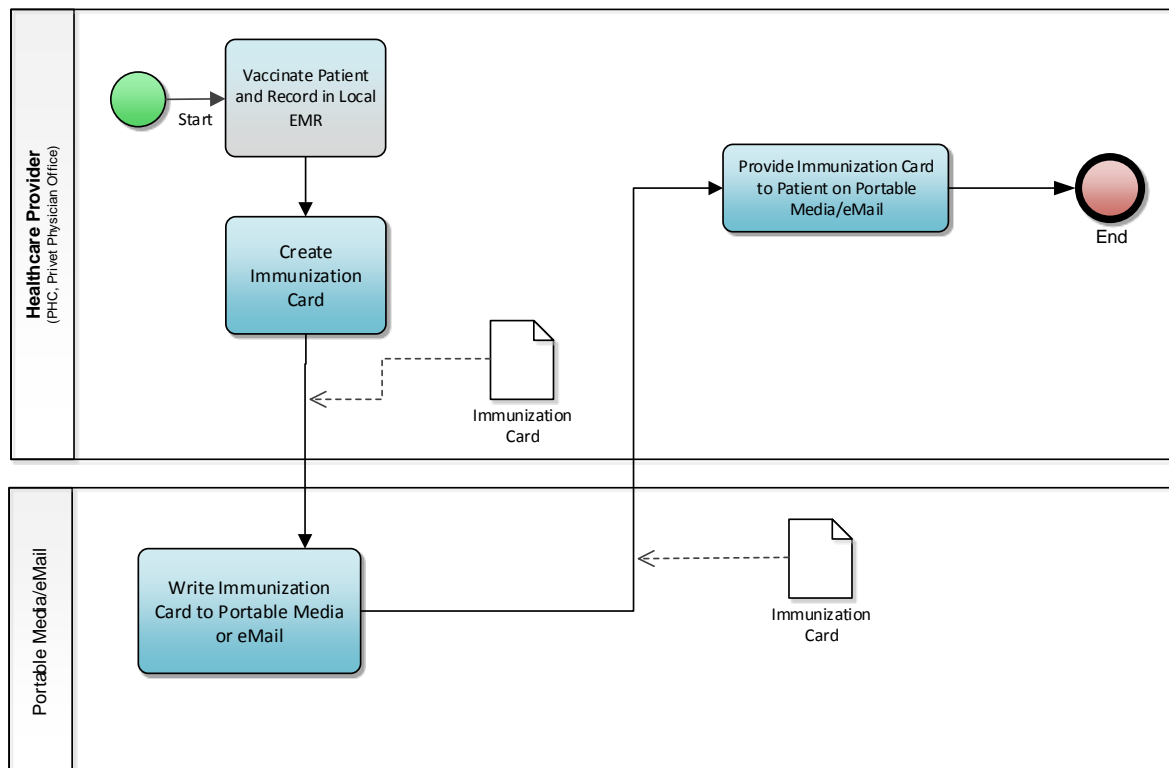 Healthcare Provider
(PHC, Privet Physician Office)
Start
Vaccinate Patient
and Record in Local
EMR
Create
Immunization
Card
Immunization
Card
Provide Immunization Card
to Patient on Portable
Media/eMail
End
Portable Media/eMail
Write Immunization
Card to Portable Media
or eMail
Immunization
Card